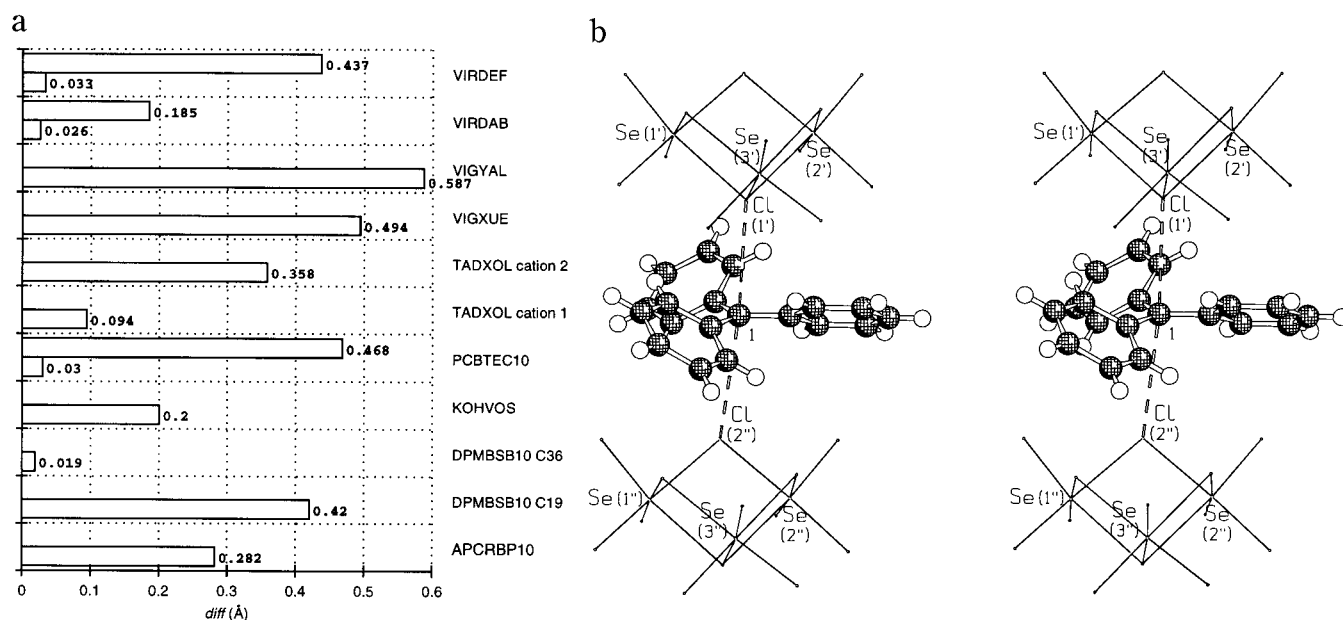 a
0.437
VIRDEF
0.033
0.185
VIRDAB
0.026
VIGYAL
0.587
VIGXUE
0.494
TADXOL cation 2
0.358
TADXOL cation 1
0.094
0.468
PCBTEC10
0.03
KOHVOS
0.2
DPMBSB10 C36
0.019
DPMBSB10 C19
0.42
APCRBP10
0.282
0 0.1 0.2 0.3 0.4 0.5 0.6
diff (Å)
b
Se(1')
Se
(3')
Se
(2')
Cl
(1')
1
Cl
(2")
Se(1")
Se
(3")
Se
(2")
Se(1')
Se
(3')
Se
(2')
Cl
(1')
1
Cl
(2")
Se(1")
Se
(3")
Se
(2")